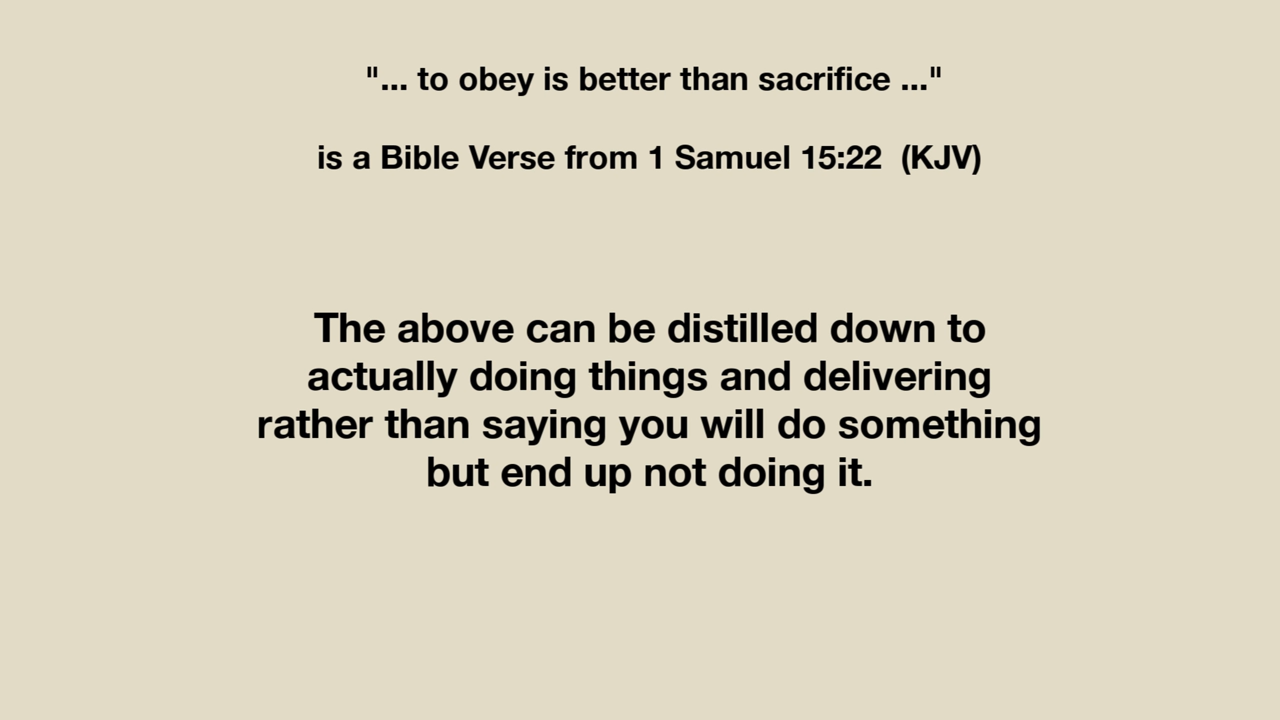 "... to obey is better than sacrifice ..."
is a Bible Verse from 1 Samuel 15:22  (KJV)
The above can be distilled down to
actually doing things and delivering
rather than saying you will do something
but end up not doing it.